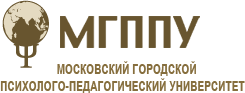 МГППУ
МОСКОВСКИЙ ГОРОДСКОЙ
ПСИХОЛОГО-ПЕДАГОГИЧЕСКИЙ УНИВЕРСИТЕТ